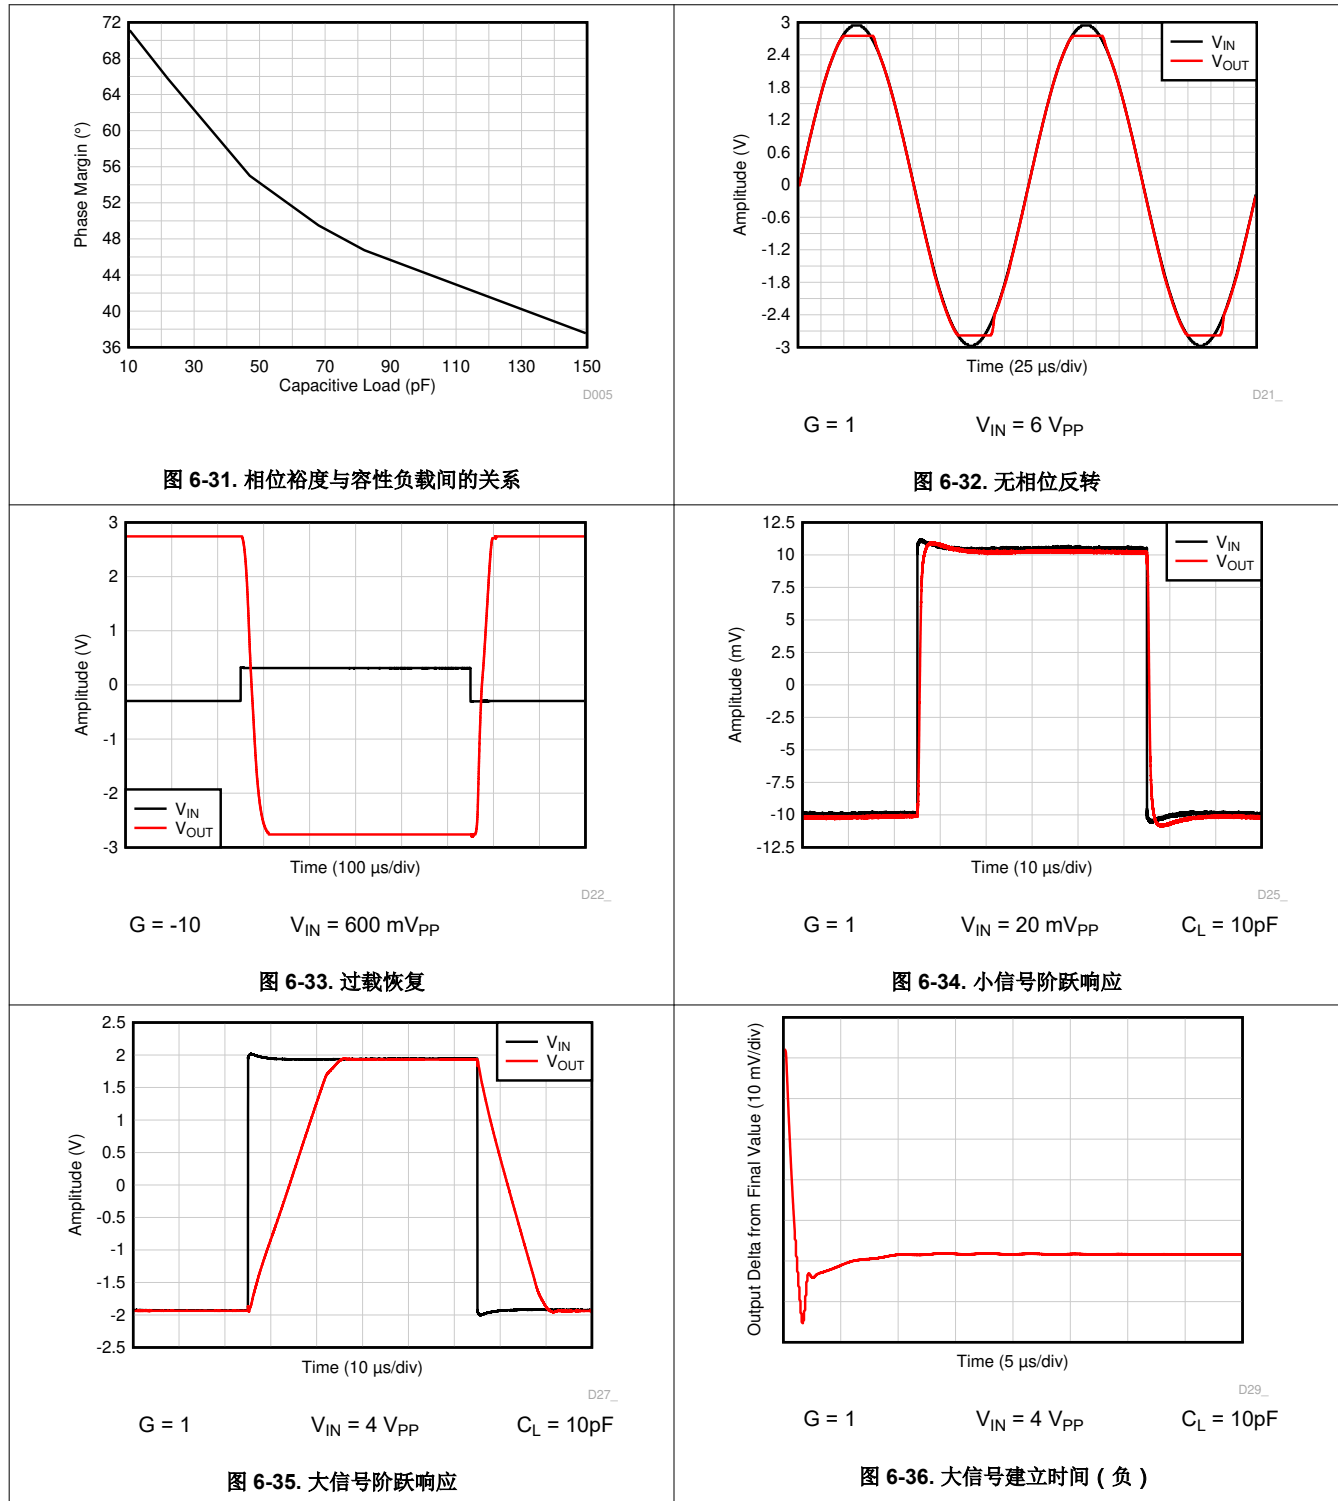 72
68
64
60
56
52
48
44
40
36
Phase Margin (°)
10 30 50 70 90 110 130 150
Capacitive Load (pF)
D005
图 6-31. 相位裕度与容性负载间的关系
3
2.4
1.8
1.2
0.6
0
-0.6
-1.2
-1.8
-2.4
-3
Amplitude (V)
VIN
VOUT
Time (25 µs/div)
D21_
G = 1 VIN = 6 VPP
图 6-32. 无相位反转
3
2
1
0
-1
-2
-3
Amplitude (V)
VIN
VOUT
Time (100 µs/div)
D22_
G = -10 VIN = 600 mVPP
图 6-33. 过载恢复
12.5
10
7.5
5
2.5
0
-2.5
-5
-7.5
-10
-12.5
Amplitude (mV)
VIN
VOUT
Time (10 µs/div)
D25_
G = 1 VIN = 20 mVPP CL = 10pF
图 6-34. 小信号阶跃响应
2.5
2
1.5
1
0.5
0
-0.5
-1
-1.5
-2
-2.5
Amplitude (V)
VIN
VOUT
Time (10 µs/div)
D27_
G = 1 VIN = 4 VPP CL = 10pF
图 6-35. 大信号阶跃响应
Output Delta from Final Value (10 mV/div)
Time (5 µs/div)
D29_
G = 1 VIN = 4 VPP CL = 10pF
图 6-36. 大信号建立时间（负）